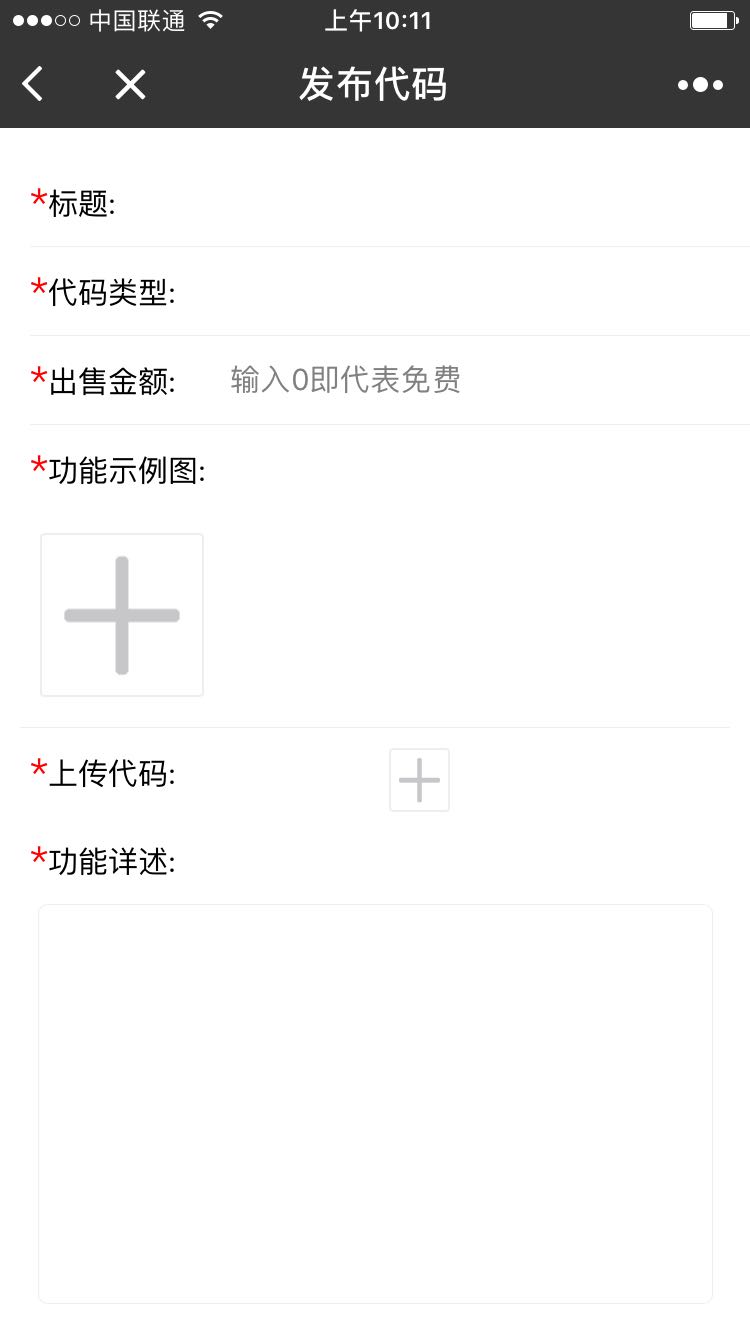 中国联通 上午10:11
发布代码
*标题:
*代码类型:
*出售金额: 输入0即代表免费
*功能示例图:
*上传代码:
*功能详述: